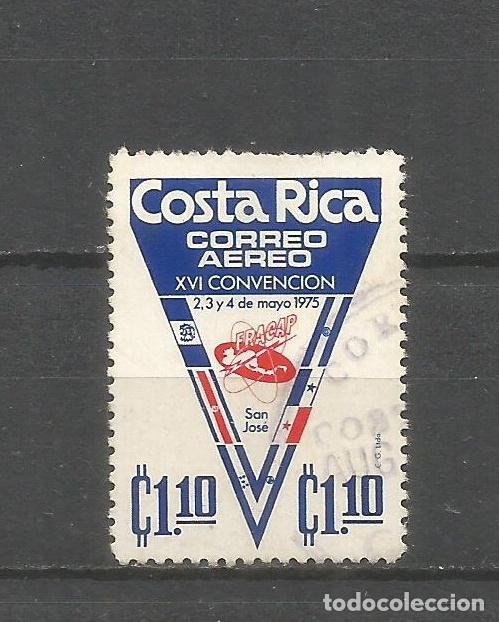 Costa Rica
CORREO
AEREO
XVI CONVENCION
2,3 y 4 de mayo 1975
FRACAP
San
José
₡1.10 ₡1.10
todocoleccion